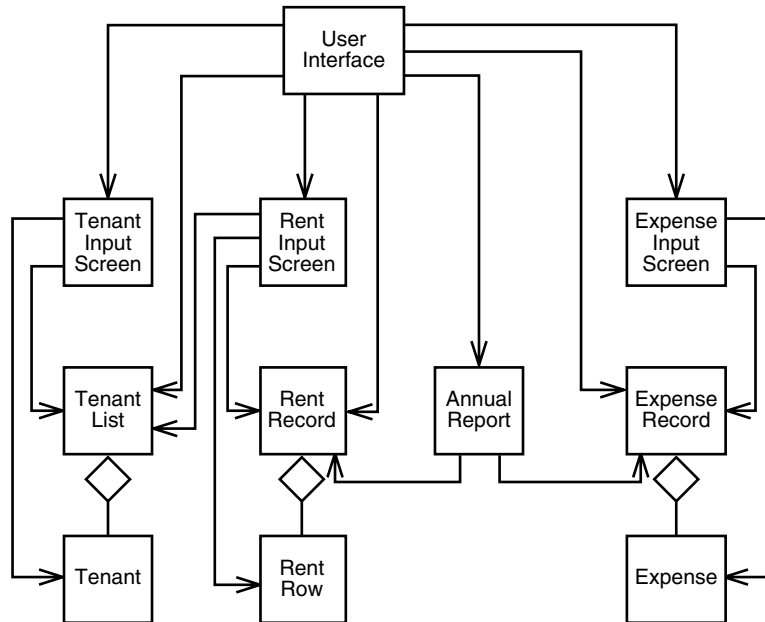 User
Interface
Tenant
Input
Screen
Rent
Input
Screen
Expense
Input
Screen
Tenant
List
Rent
Record
Annual
Report
Expense
Record
Tenant
Rent
Row
Expense